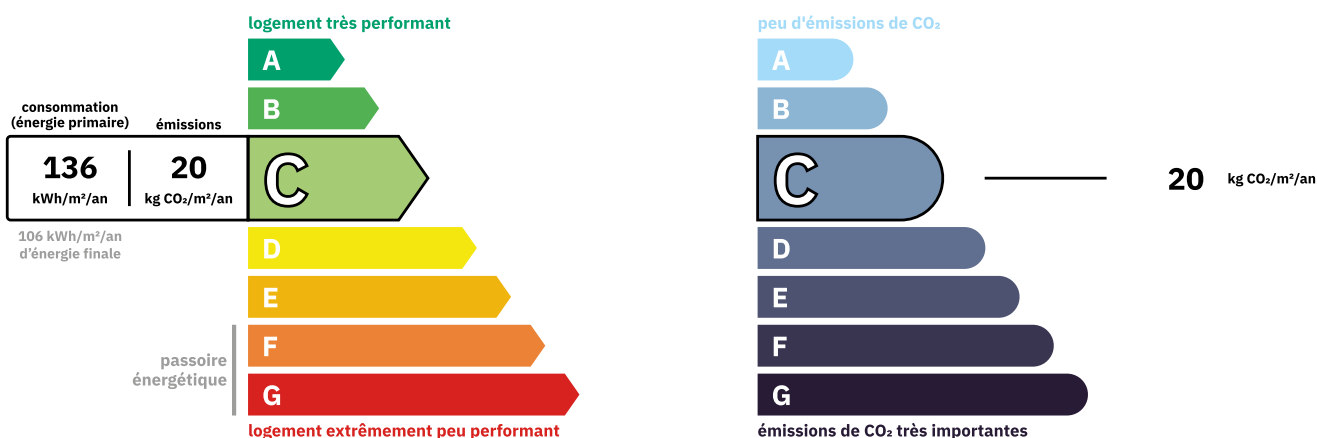 logement très performant
A
B
consommation
(énergie primaire)
émissions
136
kWh/m²/an
20
kg CO₂/m²/an
C
106 kWh/m²/an
d'énergie finale
D
E
passoire
énergétique
F
G
logement extrêmement peu performant
peu d'émissions de CO₂
A
B
C
20 kg CO₂/m²/an
D
E
F
G
émissions de CO₂ très importantes